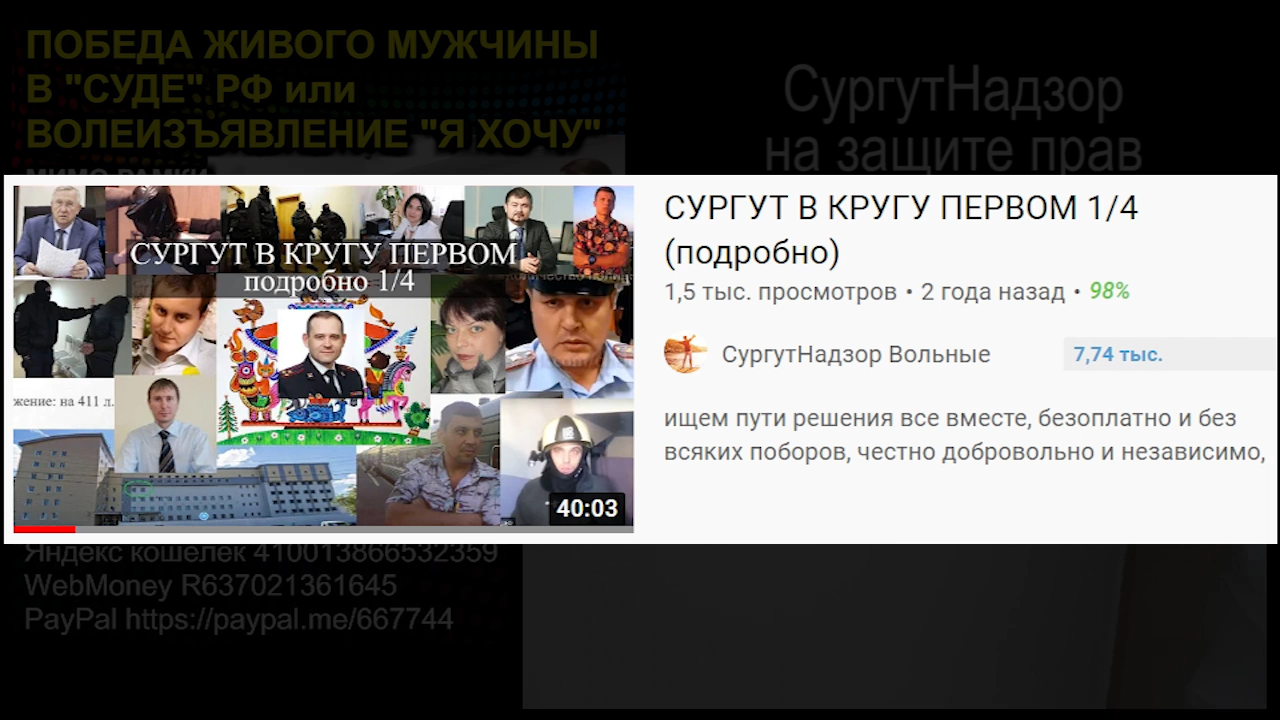 ПОБЕДА ЖИВОГО МУЖЧИНЫ
В "СУДЕ" РФ или
ВОЛЕИЗЪЯВЛЕНИЕ "Я ХОЧУ"
МИМО РАМКИ
СургутНадзор
на защите прав
СУРГУТ В КРУГУ ПЕРВОМ
подробно 1/4
жение: на 411 л.
40:03
СУРГУТ В КРУГУ ПЕРВОМ 1/4
(подробно)
1,5 тыс. просмотров • 2 года назад • 98%
СургутНадзор Вольные
7,74 тыс.
ищем пути решения все вместе, безоплатно и без
всяких поборов, честно добровольно и независимо,
Яндекс кошелек 410013866532359
WebMoney R637021361645
PayPal https://paypal.me/667744